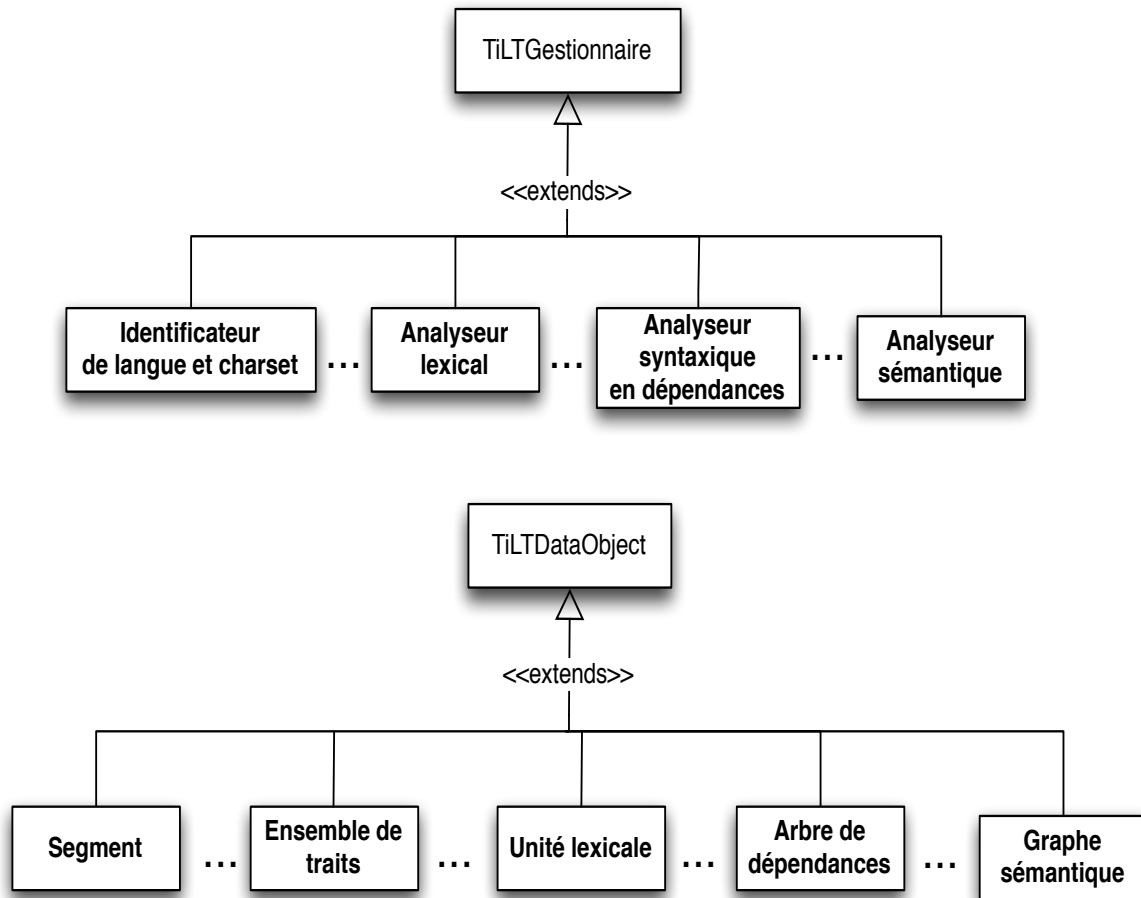 TiLTGestionnaire
<<extends>>
Identificateur
de langue et charset
...
Analyseur
lexical
...
Analyseur
syntaxique
en dépendances
...
Analyseur
sémantique
TiLTDataObject
<<extends>>
Segment
...
Ensemble de
traits
...
Unité lexicale
...
Arbre de
dépendances
...
Graphe
sémantique